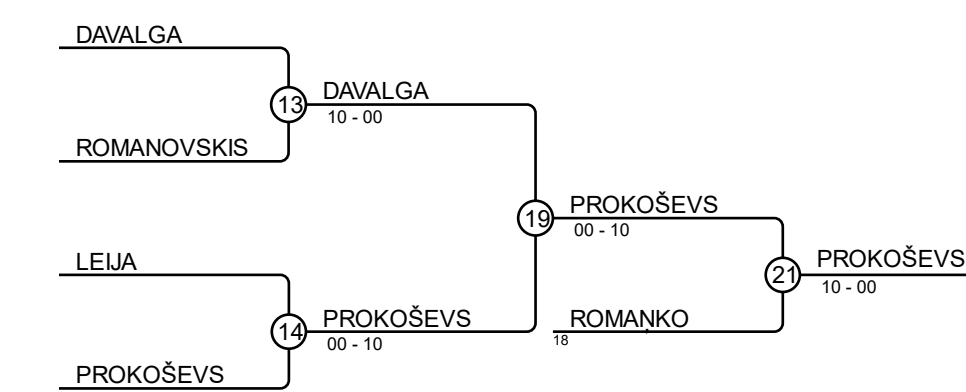 DAVALGA
13
DAVALGA
10 - 00
ROMANOVSKIS
19
PROKOŠEVS
00 - 10
LEIJA
21
PROKOŠEVS
10 - 00
14
PROKOŠEVS
00 - 10
ROMANKO
18
PROKOŠEVS